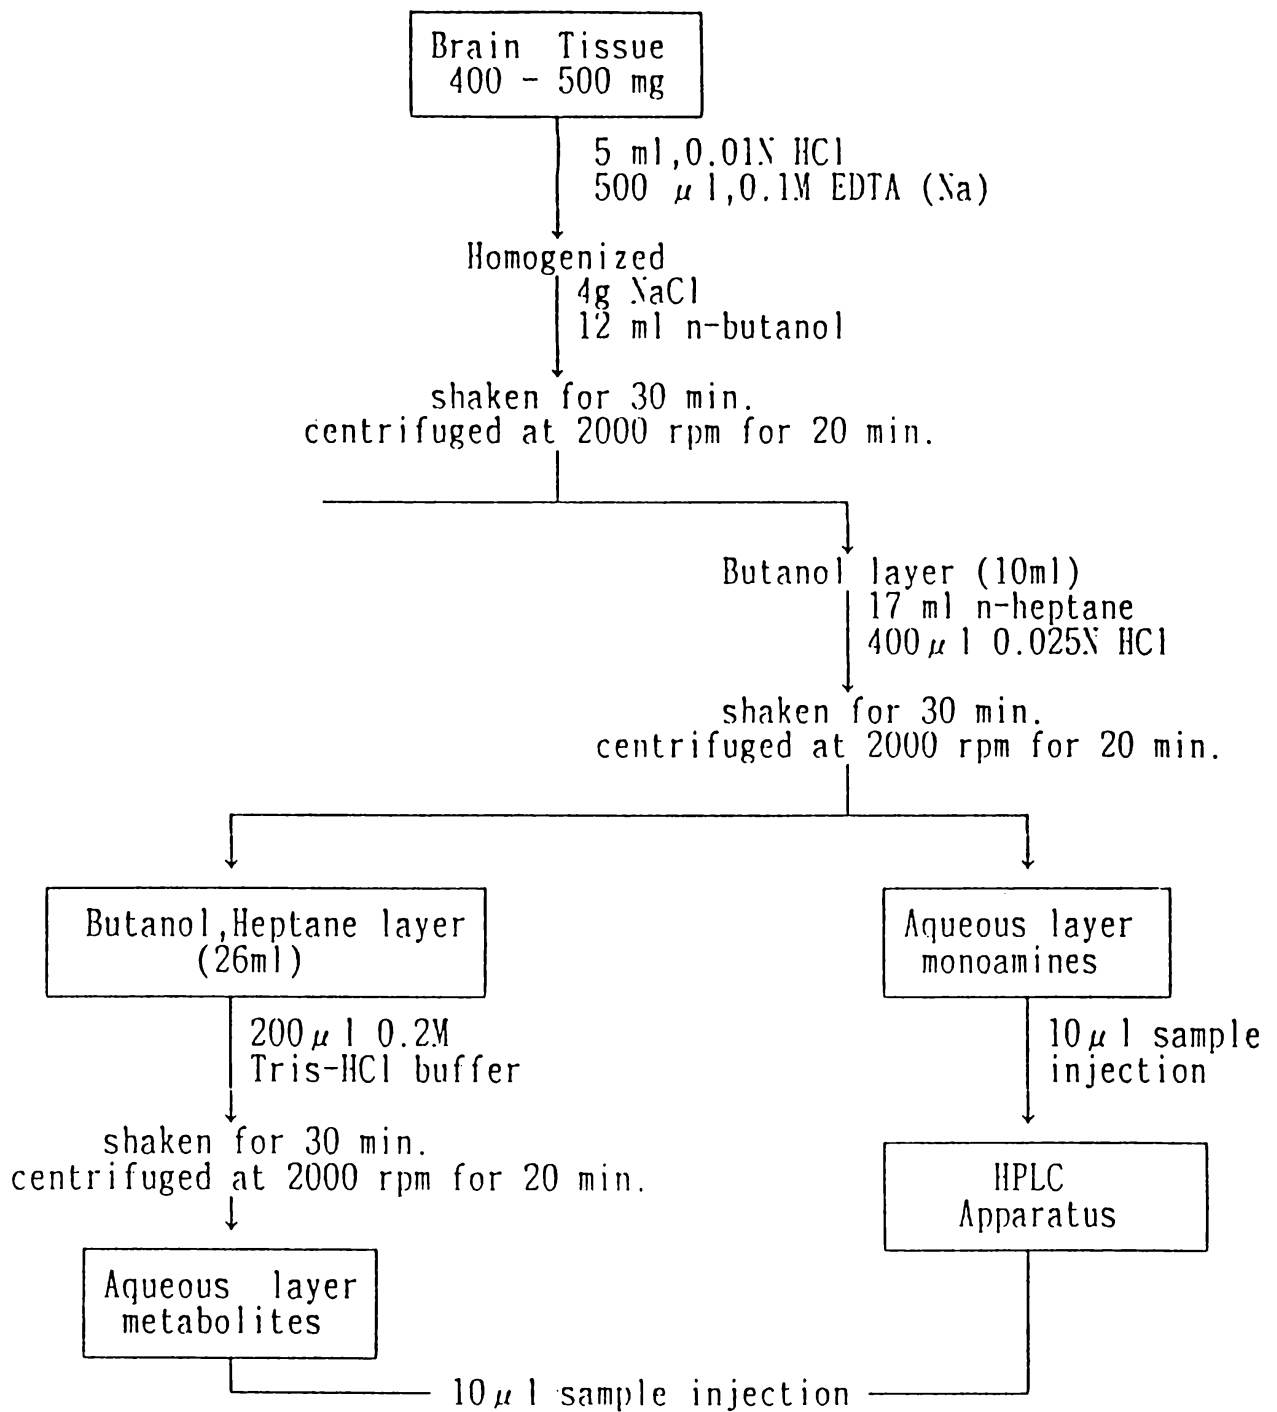 Brain Tissue
400 - 500 mg
5 ml,0.01N HCl
500 μl,0.1M EDTA (Na)
Homogenized
4g NaCl
12 ml n-butanol
shaken for 30 min.
centrifuged at 2000 rpm for 20 min.
Butanol layer (10ml)
17 ml n-heptane
400μl 0.025N HCl
shaken for 30 min.
centrifuged at 2000 rpm for 20 min.
Butanol,Heptane layer
(26ml)
200μl 0.2M
Tris-HCl buffer
shaken for 30 min.
centrifuged at 2000 rpm for 20 min.
Aqueous layer
metabolites
Aqueous layer
monoamines
10μl sample
injection
HPLC
Apparatus
10μl sample injection